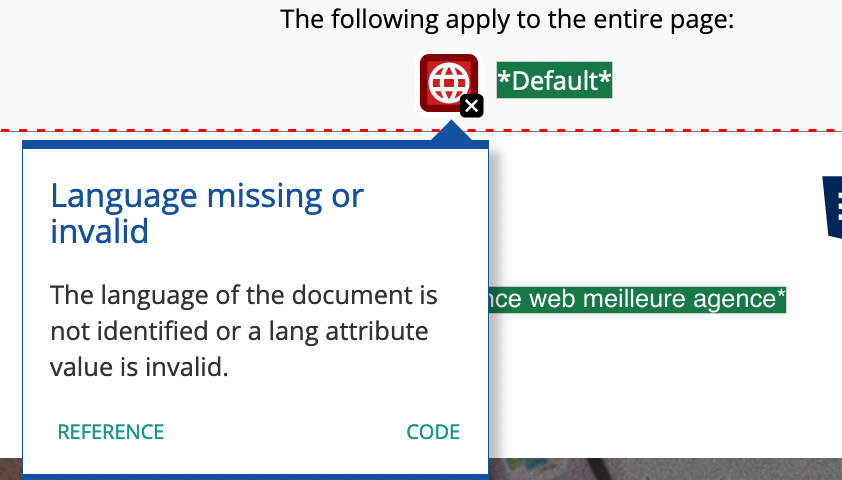 The following apply to the entire page:
*Default*
Language missing or
invalid
The language of the document is
not identified or a lang attribute
value is invalid.
web meilleure agence*
REFERENCE
CODE